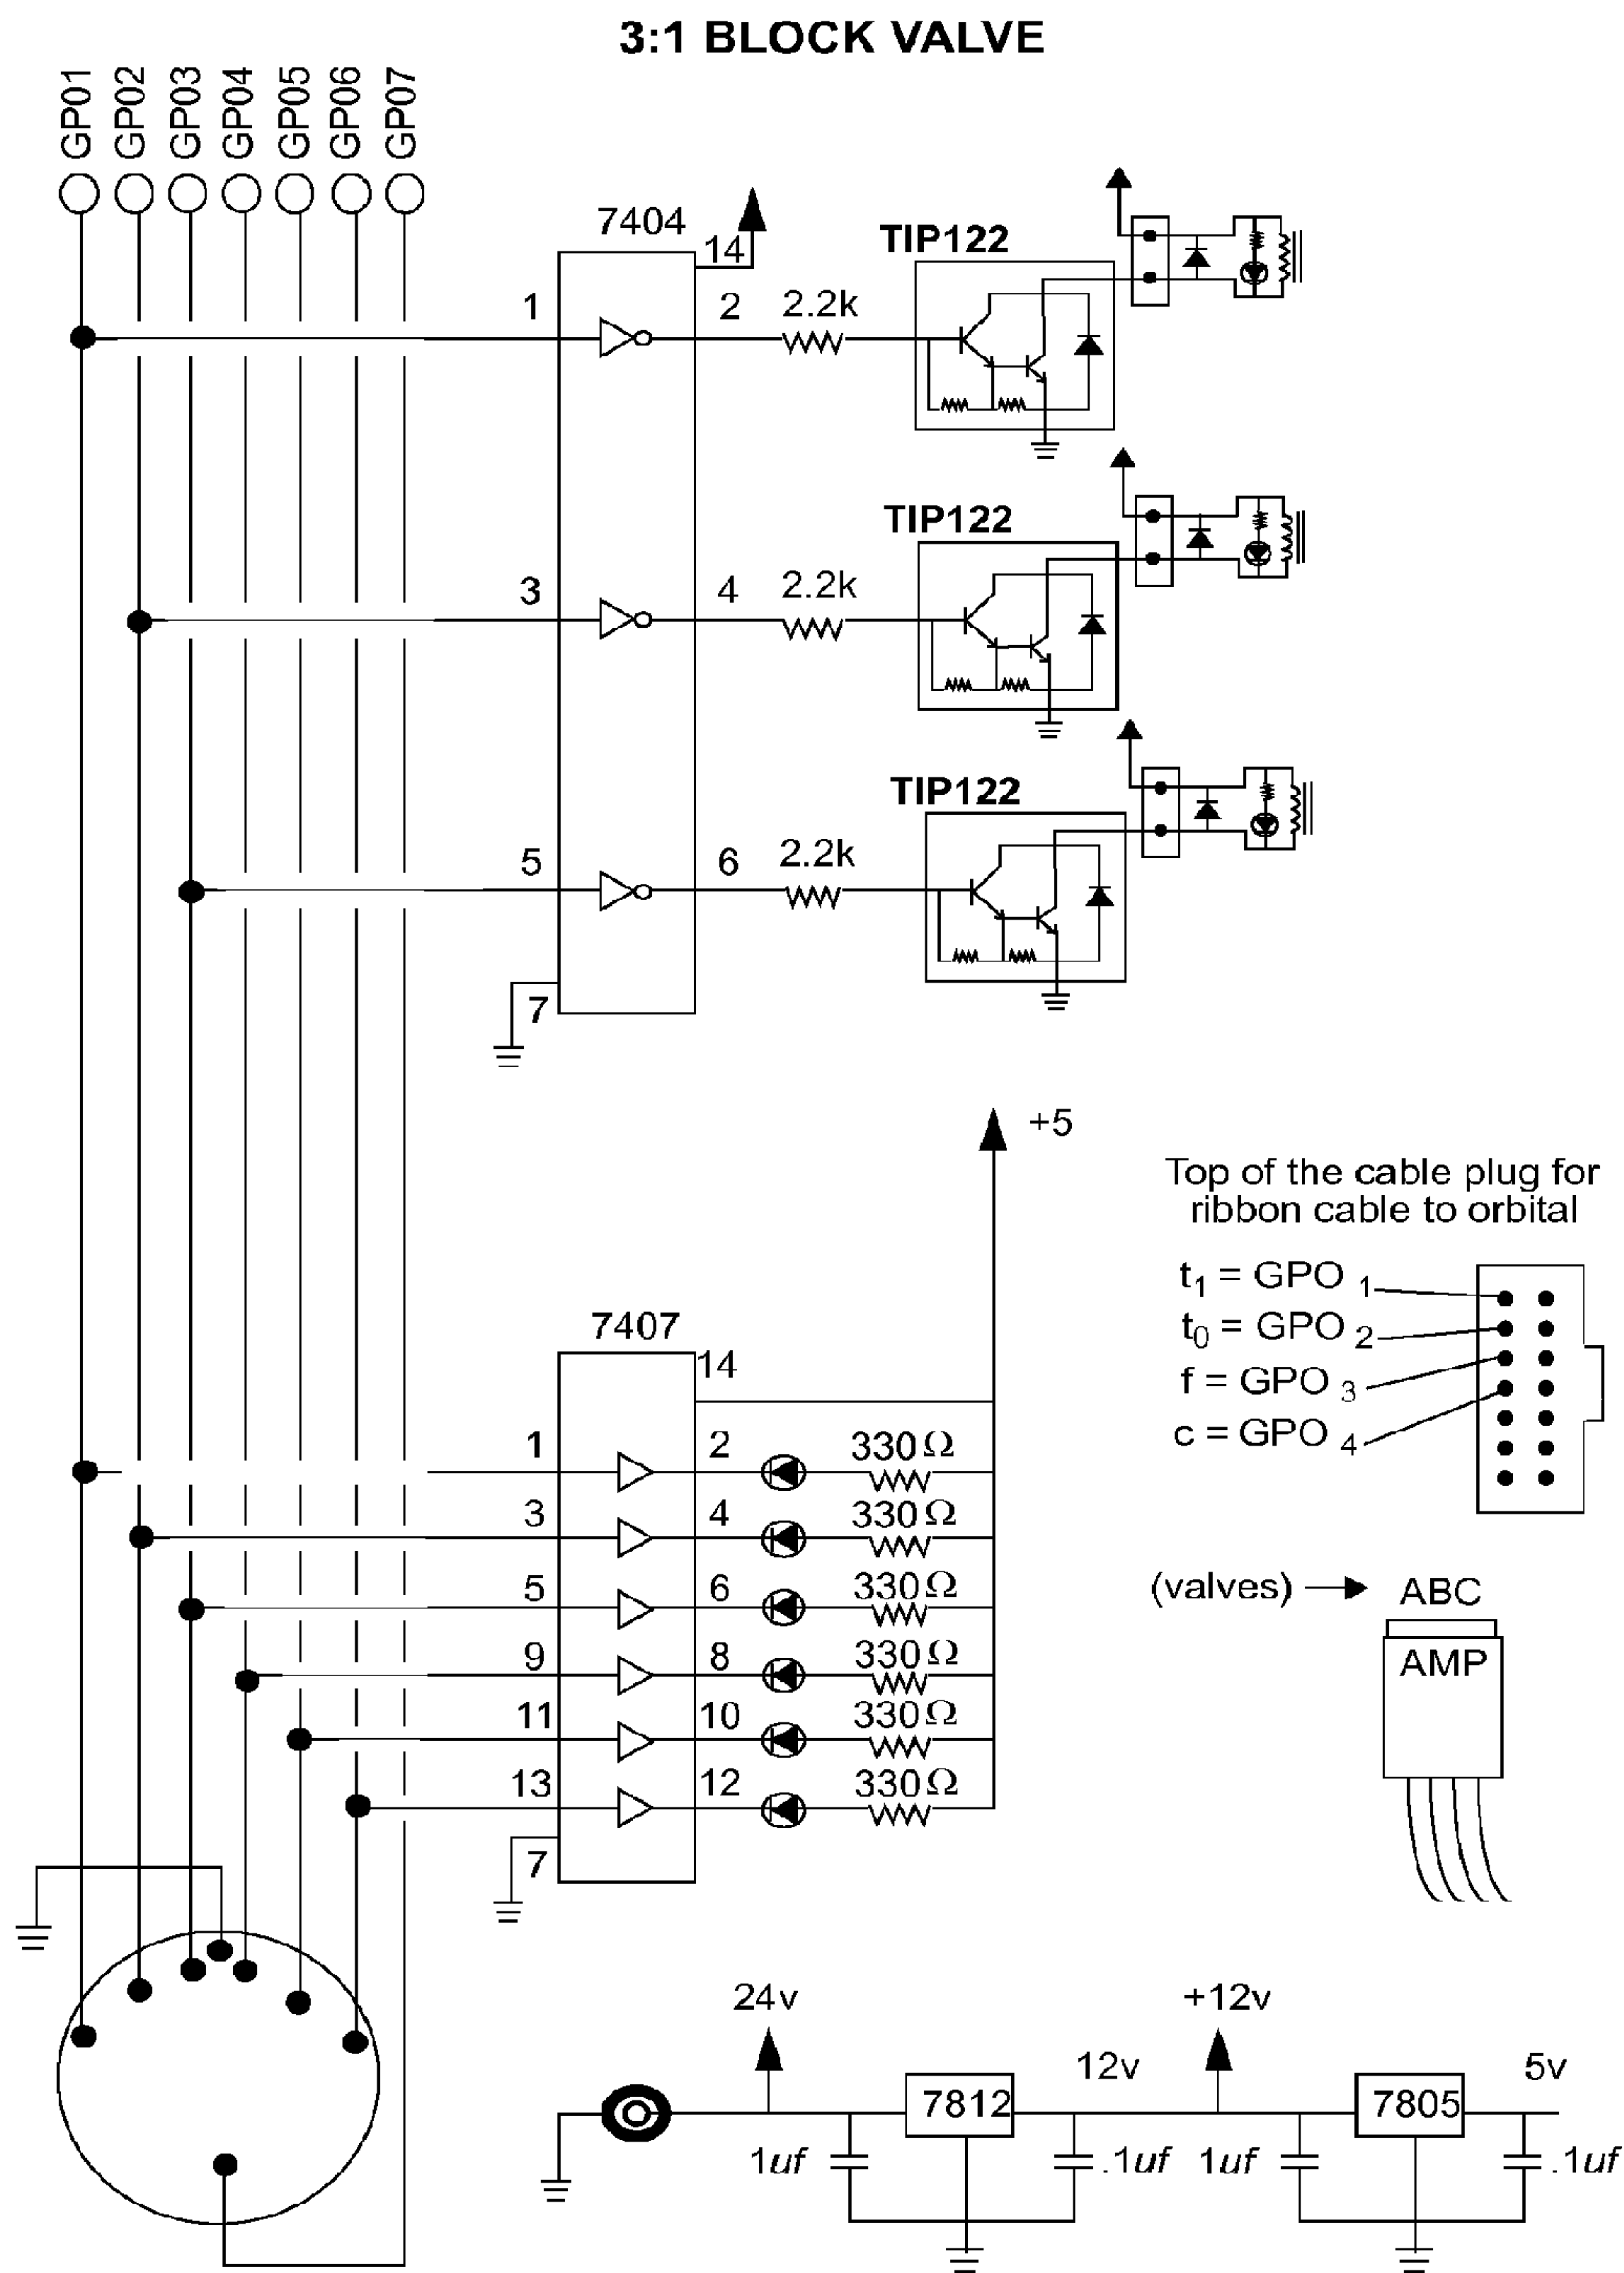 3:1 BLOCK VALVE
GP01
GP02
GP03
GP04
GP05
GP06
GP07
7404
14
1
2
2.2k
TIP122
3
4
2.2k
TIP122
5
6
2.2k
TIP122
7
+5
7407
14
1
2
330Ω
3
4
330Ω
5
6
330Ω
9
8
330Ω
11
10
330Ω
13
12
330Ω
7
Top of the cable plug for
ribbon cable to orbital
t1 = GPO 1
t0 = GPO 2
f = GPO 3
c = GPO 4
(valves)
ABC
AMP
24v
7812
12v
+12v
7805
5v
1uf
.1uf
1uf
.1uf